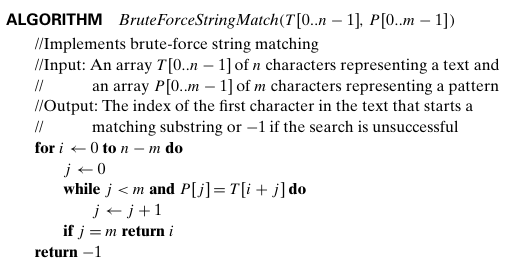 ALGORITHM BruteForceStringMatch(T[0..n − 1], P[0..m − 1])
//Implements brute-force string matching
//Input: An array T[0..n − 1] of n characters representing a text and
// an array P[0..m − 1] of m characters representing a pattern
//Output: The index of the first character in the text that starts a
// matching substring or −1 if the search is unsuccessful
for i ← 0 to n − m do
j ← 0
while j < m and P[j] = T[i + j] do
j ← j + 1
if j = m return i
return −1